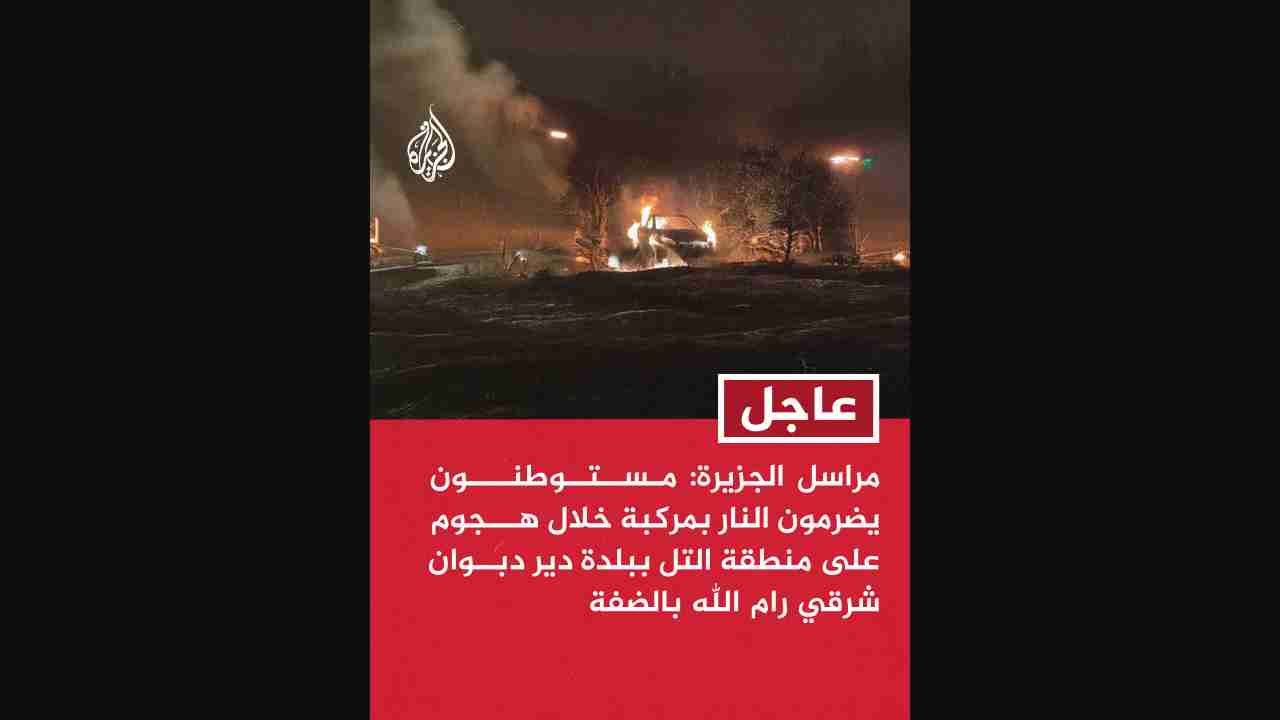 الجزيرة
عاجل
مراسل الجزيرة: مستوطنون
يضرمون النار بمركبة خلال هجوم
على منطقة التل ببلدة دير دبوان
شرقي رام الله بالضفة